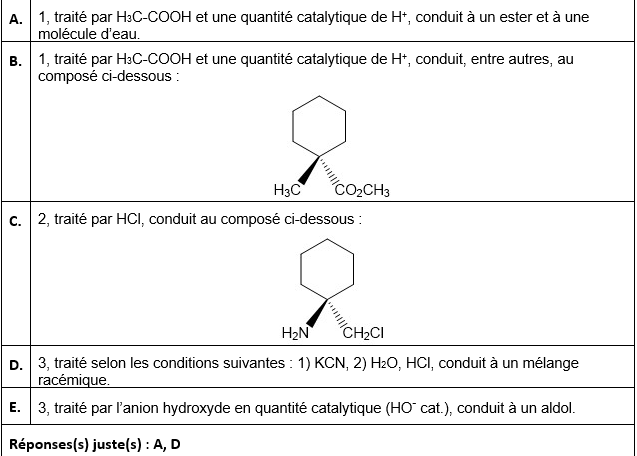 A. 1, traité par H₃C-COOH et une quantité catalytique de H⁺, conduit à un ester et à une
molécule d'eau.
B. 1, traité par H₃C-COOH et une quantité catalytique de H⁺, conduit, entre autres, au
composé ci-dessous :
H₃C CO₂CH₃
C. 2, traité par HCl, conduit au composé ci-dessous :
H₂N CH₂Cl
D. 3, traité selon les conditions suivantes : 1) KCN, 2) H₂O, HCl, conduit à un mélange
racémique.
E. 3, traité par l'anion hydroxyde en quantité catalytique (HO⁻ cat.), conduit à un aldol.
Réponses(s) juste(s) : A, D